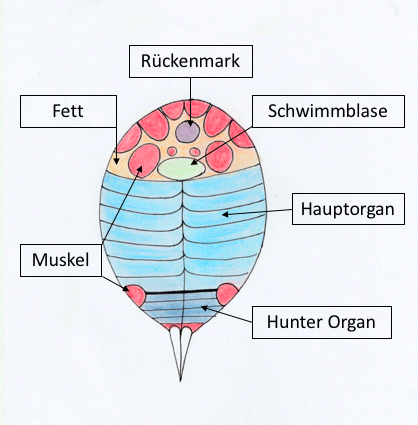 Rückenmark
Fett
Schwimmblase
Hauptorgan
Muskel
Hunter Organ